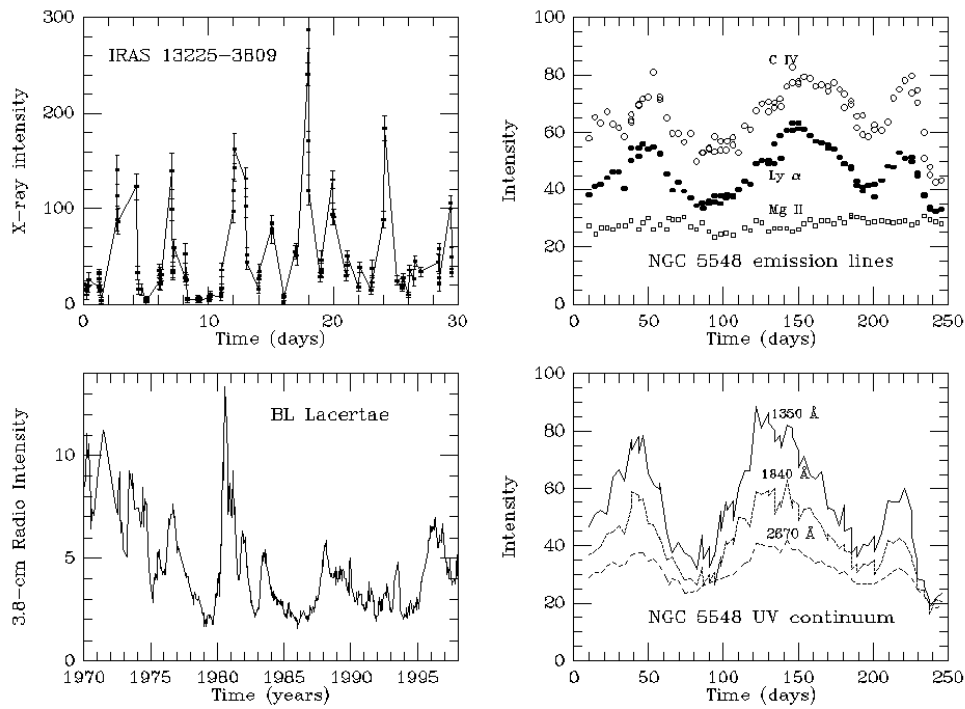 IRAS 13225-3809
X-ray intensity
300
200
100
0
0 10 20 30
Time (days)
C IV
Ly α
Mg II
NGC 5548 emission lines
Intensity
100
80
60
40
20
0
0 50 100 150 200 250
Time (days)
BL Lacertae
3.8-cm Radio Intensity
10
5
0
1970 1975 1980 1985 1990 1995
Time (years)
1350 Å
1840 Å
2670 Å
NGC 5548 UV continuum
Intensity
100
80
60
40
20
0
0 50 100 150 200 250
Time (days)